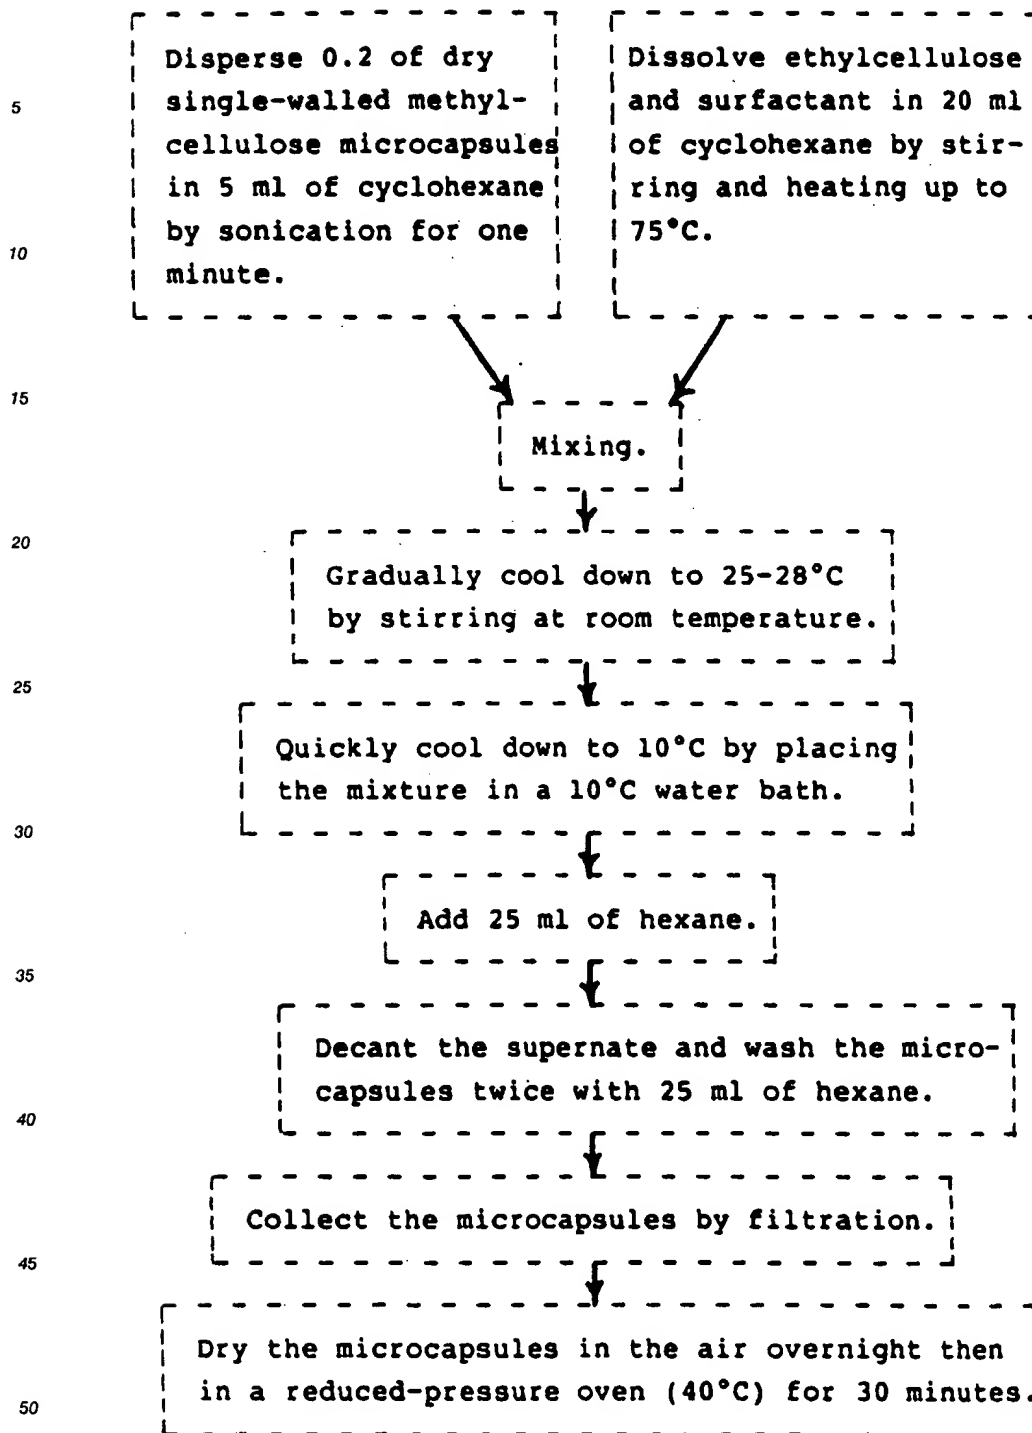 Disperse 0.2 of dry
single-walled methyl-
cellulose microcapsules
in 5 ml of cyclohexane
by sonication for one
minute.
Dissolve ethylcellulose
and surfactant in 20 ml
of cyclohexane by stir-
ring and heating up to
75°C.
Mixing.
Gradually cool down to 25-28°C
by stirring at room temperature.
Quickly cool down to 10°C by placing
the mixture in a 10°C water bath.
Add 25 ml of hexane.
Decant the supernate and wash the micro-
capsules twice with 25 ml of hexane.
Collect the microcapsules by filtration.
Dry the microcapsules in the air overnight then
in a reduced-pressure oven (40°C) for 30 minutes.
5
10
15
20
25
30
35
40
45
50